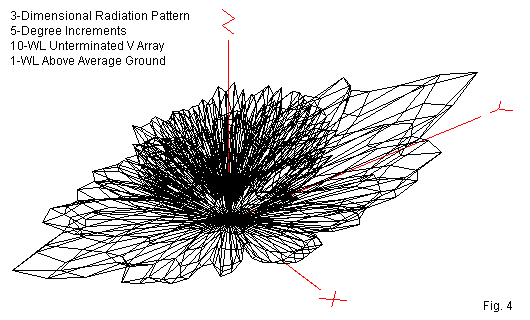 3-Dimensional Radiation Pattern
5-Degree Increments
10-WL Unterminated V Array
1-WL Above Average Ground
Z
Y
X
Fig. 4